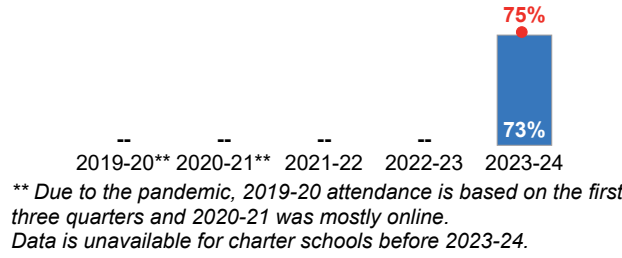 75%
73%
-- -- -- --
2019-20** 2020-21** 2021-22 2022-23 2023-24
** Due to the pandemic, 2019-20 attendance is based on the first
three quarters and 2020-21 was mostly online.
Data is unavailable for charter schools before 2023-24.